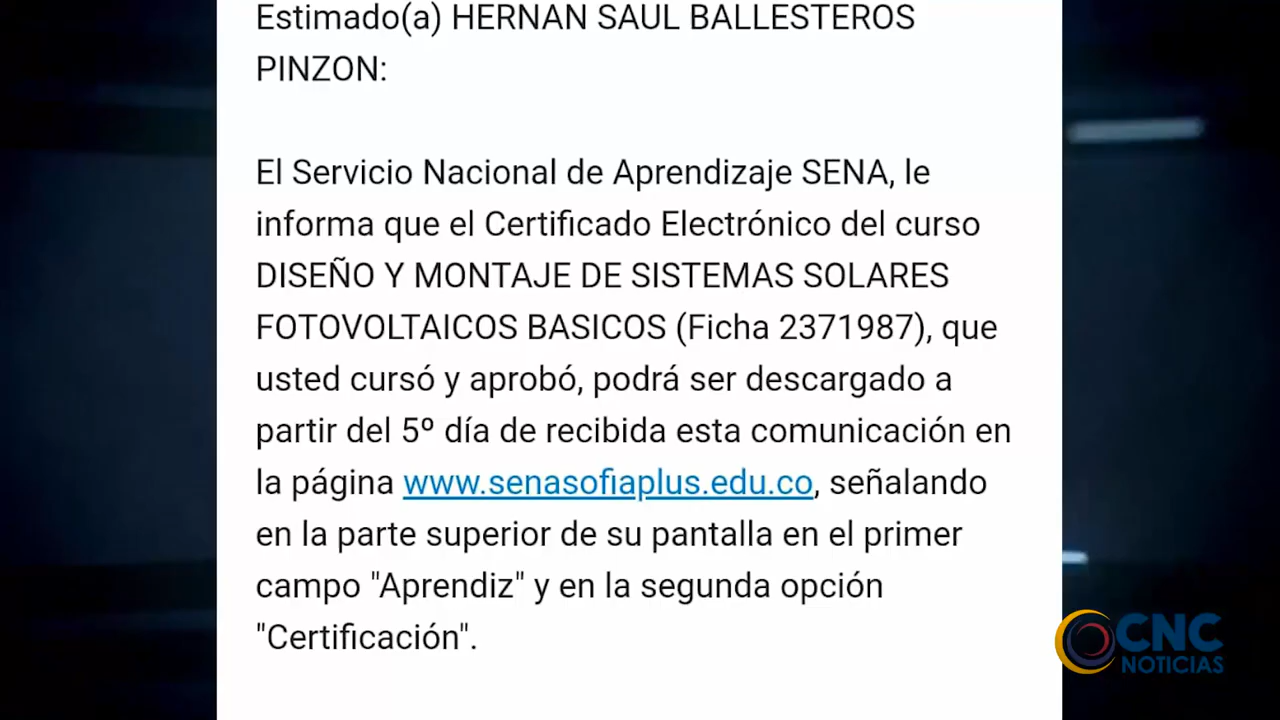 Estimado(a) HERNAN SAUL BALLESTEROS
PINZON:
El Servicio Nacional de Aprendizaje SENA, le
informa que el Certificado Electrónico del curso
DISEÑO Y MONTAJE DE SISTEMAS SOLARES
FOTOVOLTAICOS BASICOS (Ficha 2371987), que
usted cursó y aprobó, podrá ser descargado a
partir del 5º día de recibida esta comunicación en
la página www.senasofiaplus.edu.co, señalando
en la parte superior de su pantalla en el primer
campo "Aprendiz" y en la segunda opción
"Certificación".
CNC
NOTICIAS